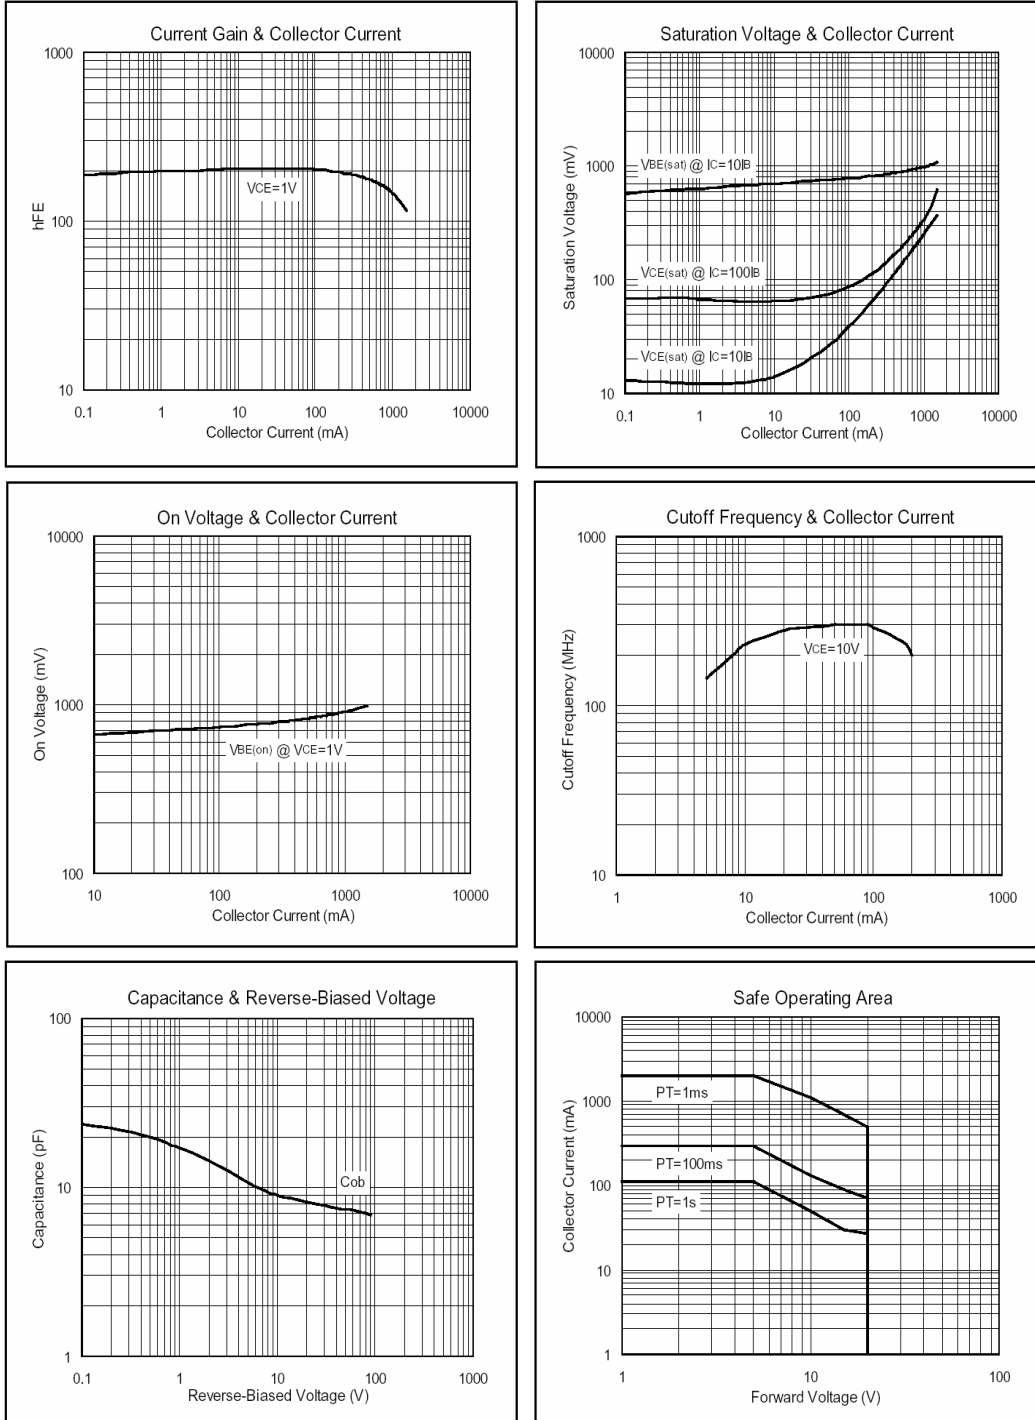 Current Gain & Collector Current
1000
100
10
hFE
VCE=1V
0.1 1 10 100 1000 10000
Collector Current (mA)
Saturation Voltage & Collector Current
10000
1000
100
10
Saturation Voltage (mV)
VBE(sat) @ IC=10IB
VCE(sat) @ IC=100IB
VCE(sat) @ IC=10IB
0.1 1 10 100 1000 10000
Collector Current (mA)
On Voltage & Collector Current
10000
1000
100
On Voltage (mV)
VBE(on) @ VCE=1V
10 100 1000 10000
Collector Current (mA)
Cutoff Frequency & Collector Current
1000
100
10
Cutoff Frequency (MHz)
VCE=10V
1 10 100 1000
Collector Current (mA)
Capacitance & Reverse-Biased Voltage
100
10
1
Capacitance (pF)
Cob
0.1 1 10 100 1000
Reverse-Biased Voltage (V)
Safe Operating Area
10000
1000
100
10
1
Collector Current (mA)
PT=1ms
PT=100ms
PT=1s
1 10 100
Forward Voltage (V)